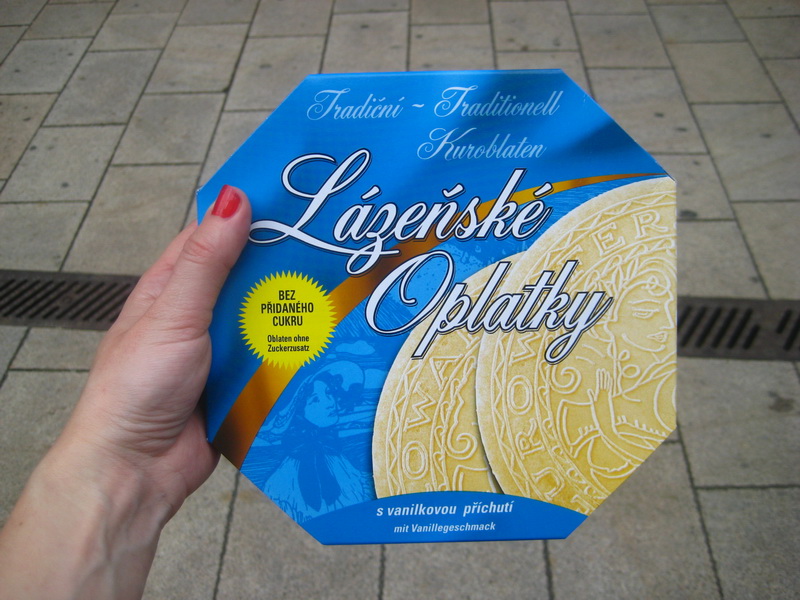 Tradiční ~ Traditionell
Kuroblaten
Lázeňské
Oplatky
BEZ
PŘIDANÉHO
CUKRU
Oblaten ohne
Zuckerzusatz
s vanilkovou příchutí
mit Vanillegeschmack